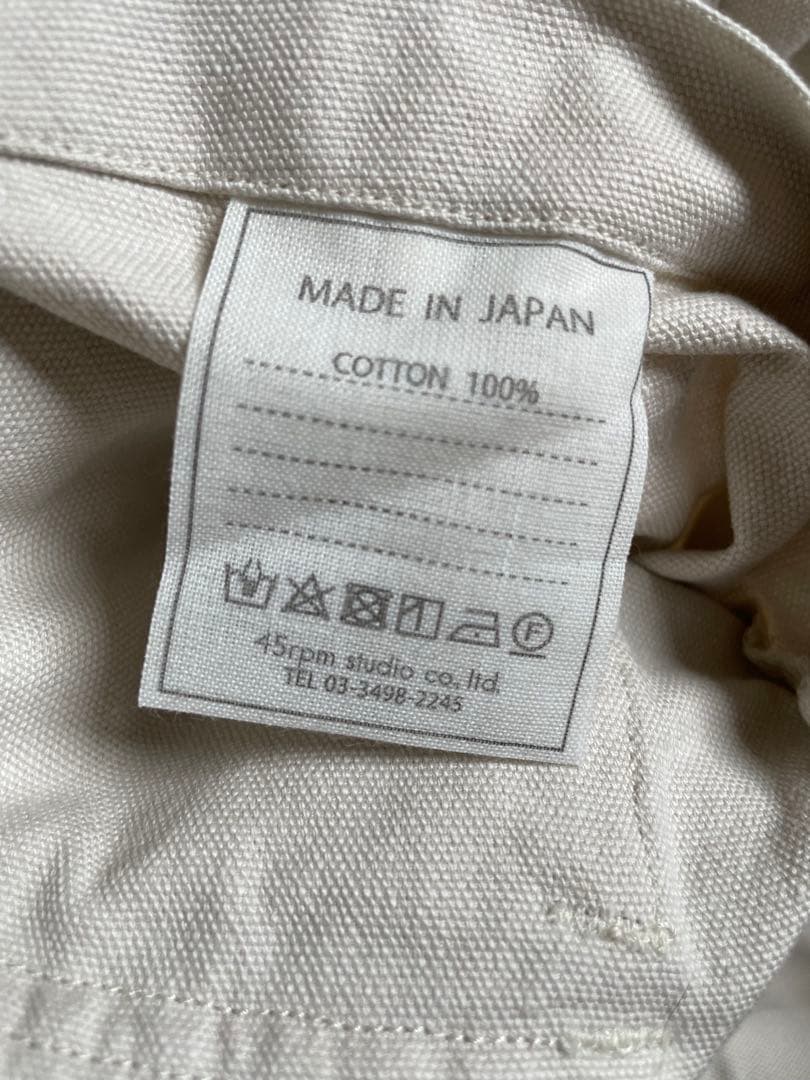 MADE IN JAPAN
COTTON 100%
F
45rpm studio co., ltd.
TEL 03-3498-2245